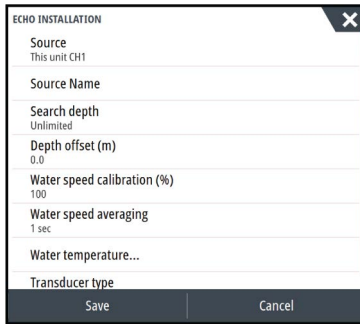 ECHO INSTALLATION
Source
This unit CH1
Source Name
Search depth
Unlimited
Depth offset (m)
0.0
Water speed calibration (%)
100
Water speed averaging
1 sec
Water temperature...
Transducer type
Save
Cancel